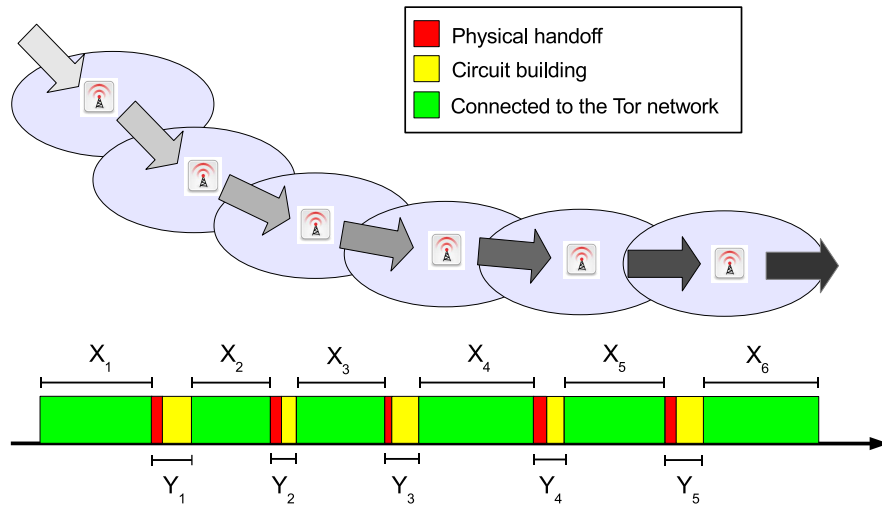 Physical handoff
Circuit building
Connected to the Tor network
X₁ X₂ X₃ X₄ X₅ X₆
Y₁ Y₂ Y₃ Y₄ Y₅